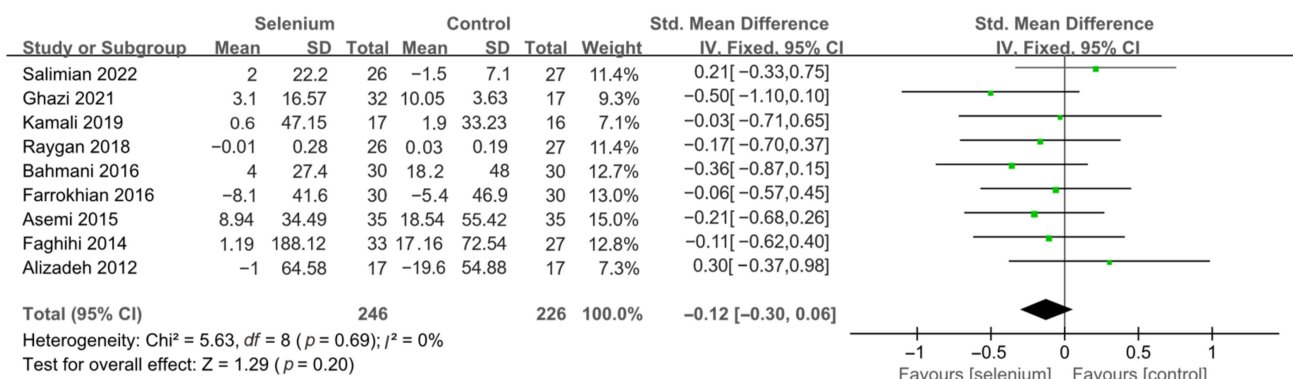 Selenium Control Std. Mean Difference Std. Mean Difference
Study or Subgroup Mean SD Total Mean SD Total Weight IV, Fixed, 95% CI IV, Fixed, 95% CI
Salimian 2022 2 22.2 26 −1.5 7.1 27 11.4% 0.21[ −0.33,0.75]
Ghazi 2021 3.1 16.57 32 10.05 3.63 17 9.3% −0.50[ −1.10,0.10]
Kamali 2019 0.6 47.15 17 1.9 33.23 16 7.1% −0.03[ −0.71,0.65]
Raygan 2018 −0.01 0.28 26 0.03 0.19 27 11.4% −0.17[ −0.70,0.37]
Bahmani 2016 4 27.4 30 18.2 48 30 12.7% −0.36[ −0.87,0.15]
Farrokhian 2016 −8.1 41.6 30 −5.4 46.9 30 13.0% −0.06[ −0.57,0.45]
Asemi 2015 8.94 34.49 35 18.54 55.42 35 15.0% −0.21[ −0.68,0.26]
Faghihi 2014 1.19 188.12 33 17.16 72.54 27 12.8% −0.11[ −0.62,0.40]
Alizadeh 2012 −1 64.58 17 −19.6 54.88 17 7.3% 0.30[ −0.37,0.98]
Total (95% CI) 246 226 100.0% −0.12 [−0.30, 0.06]
Heterogeneity: Chi² = 5.63, df = 8 ( p = 0.69); I² = 0%
Test for overall effect: Z = 1.29 ( p = 0.20)
−1 −0.5 0 0.5 1
Favours [selenium] Favours [control]